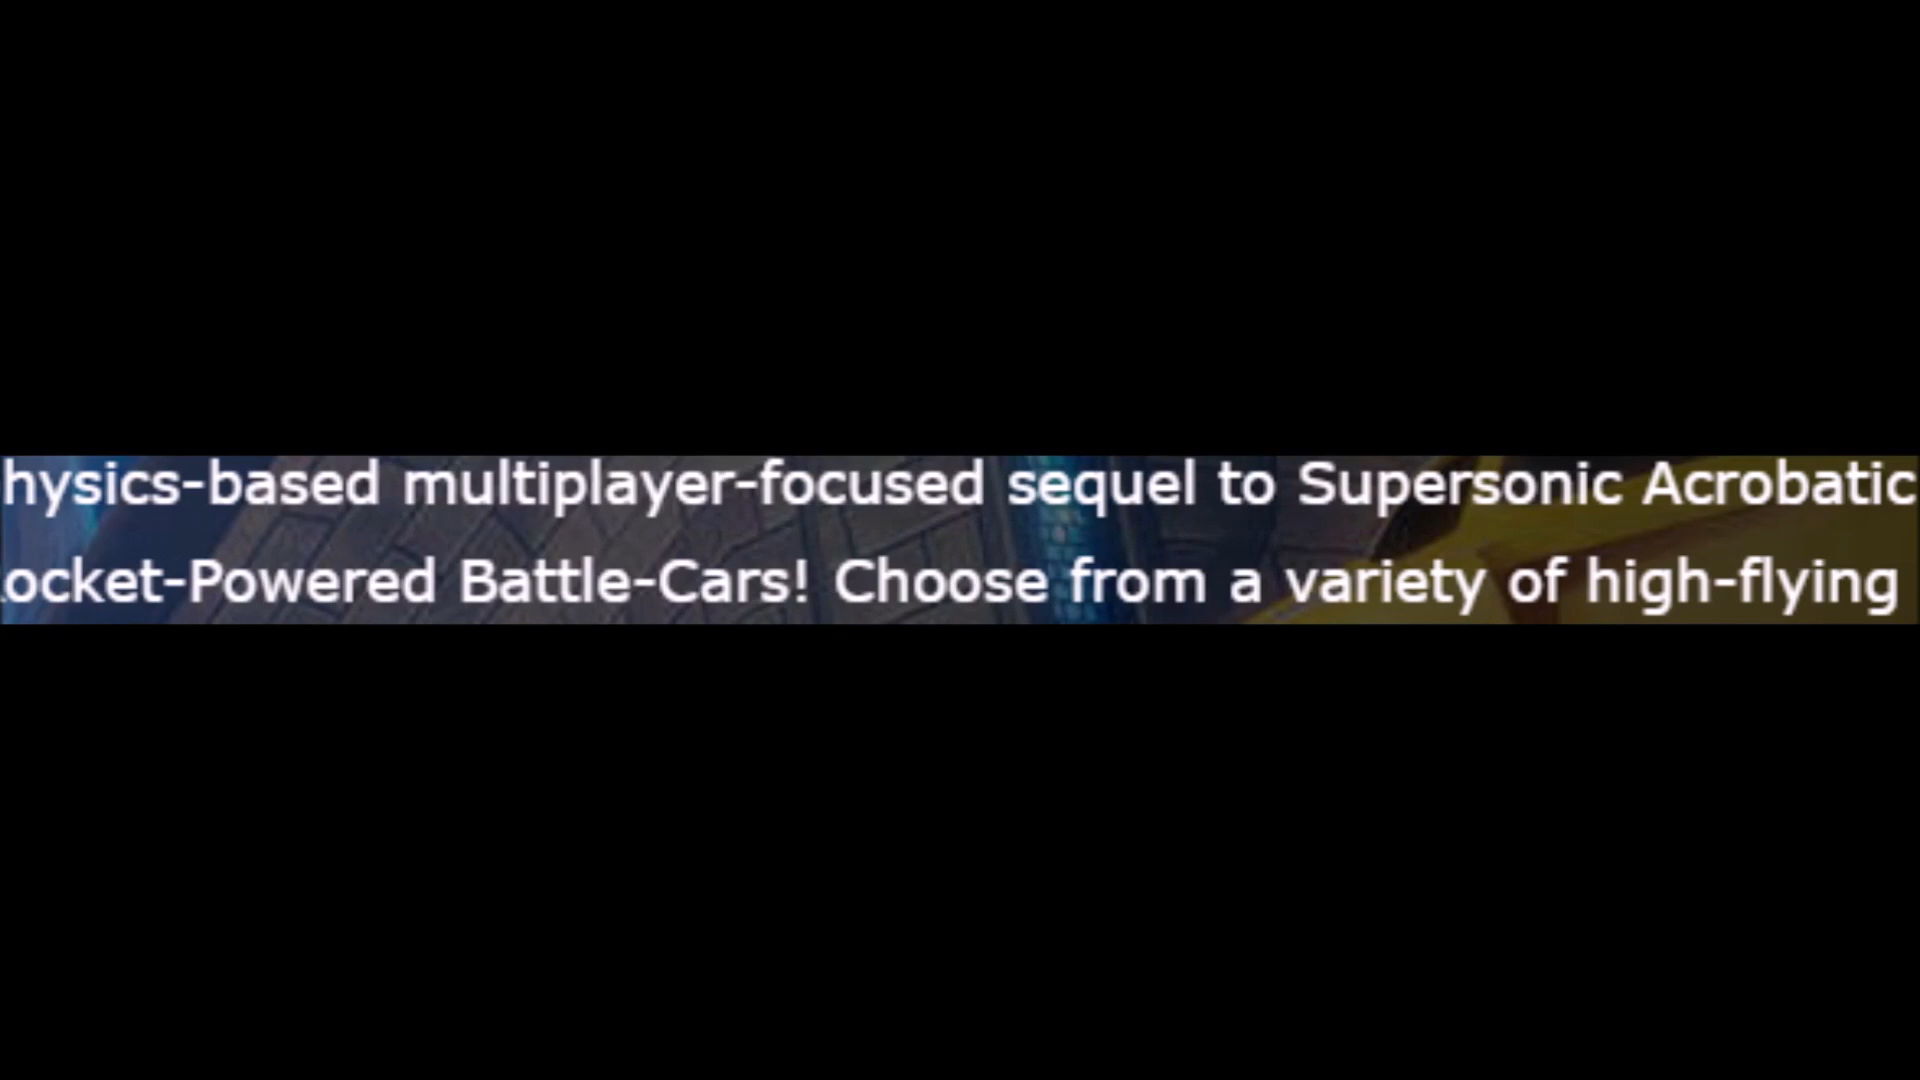 hysics-based multiplayer-focused sequel to Supersonic Acrobatic
ocket-Powered Battle-Cars! Choose from a variety of high-flying